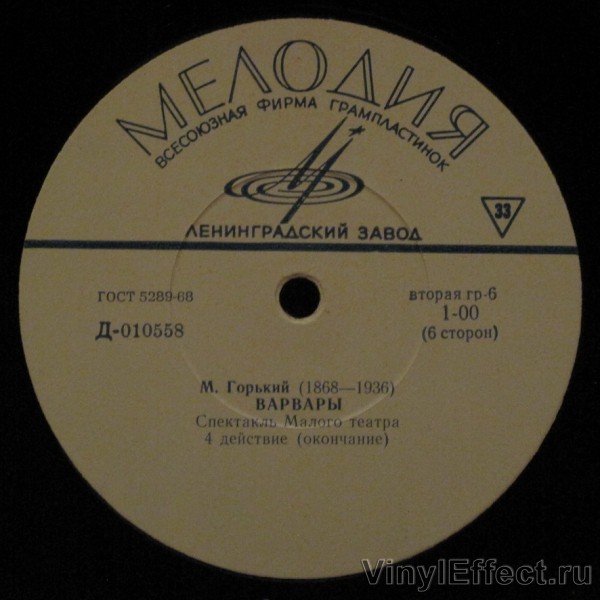 МЕЛОДИЯ
ВСЕСОЮЗНАЯ ФИРМА ГРАМПЛАСТИНОК
ЛЕНИНГРАДСКИЙ ЗАВОД
33
ГОСТ 5289-68
Д-010558
вторая гр-6
1-00
(6 сторон)
М. Горький (1868—1936)
ВАРВАРЫ
Спектакль Малого театра
4 действие (окончание)
VinylEffect.ru